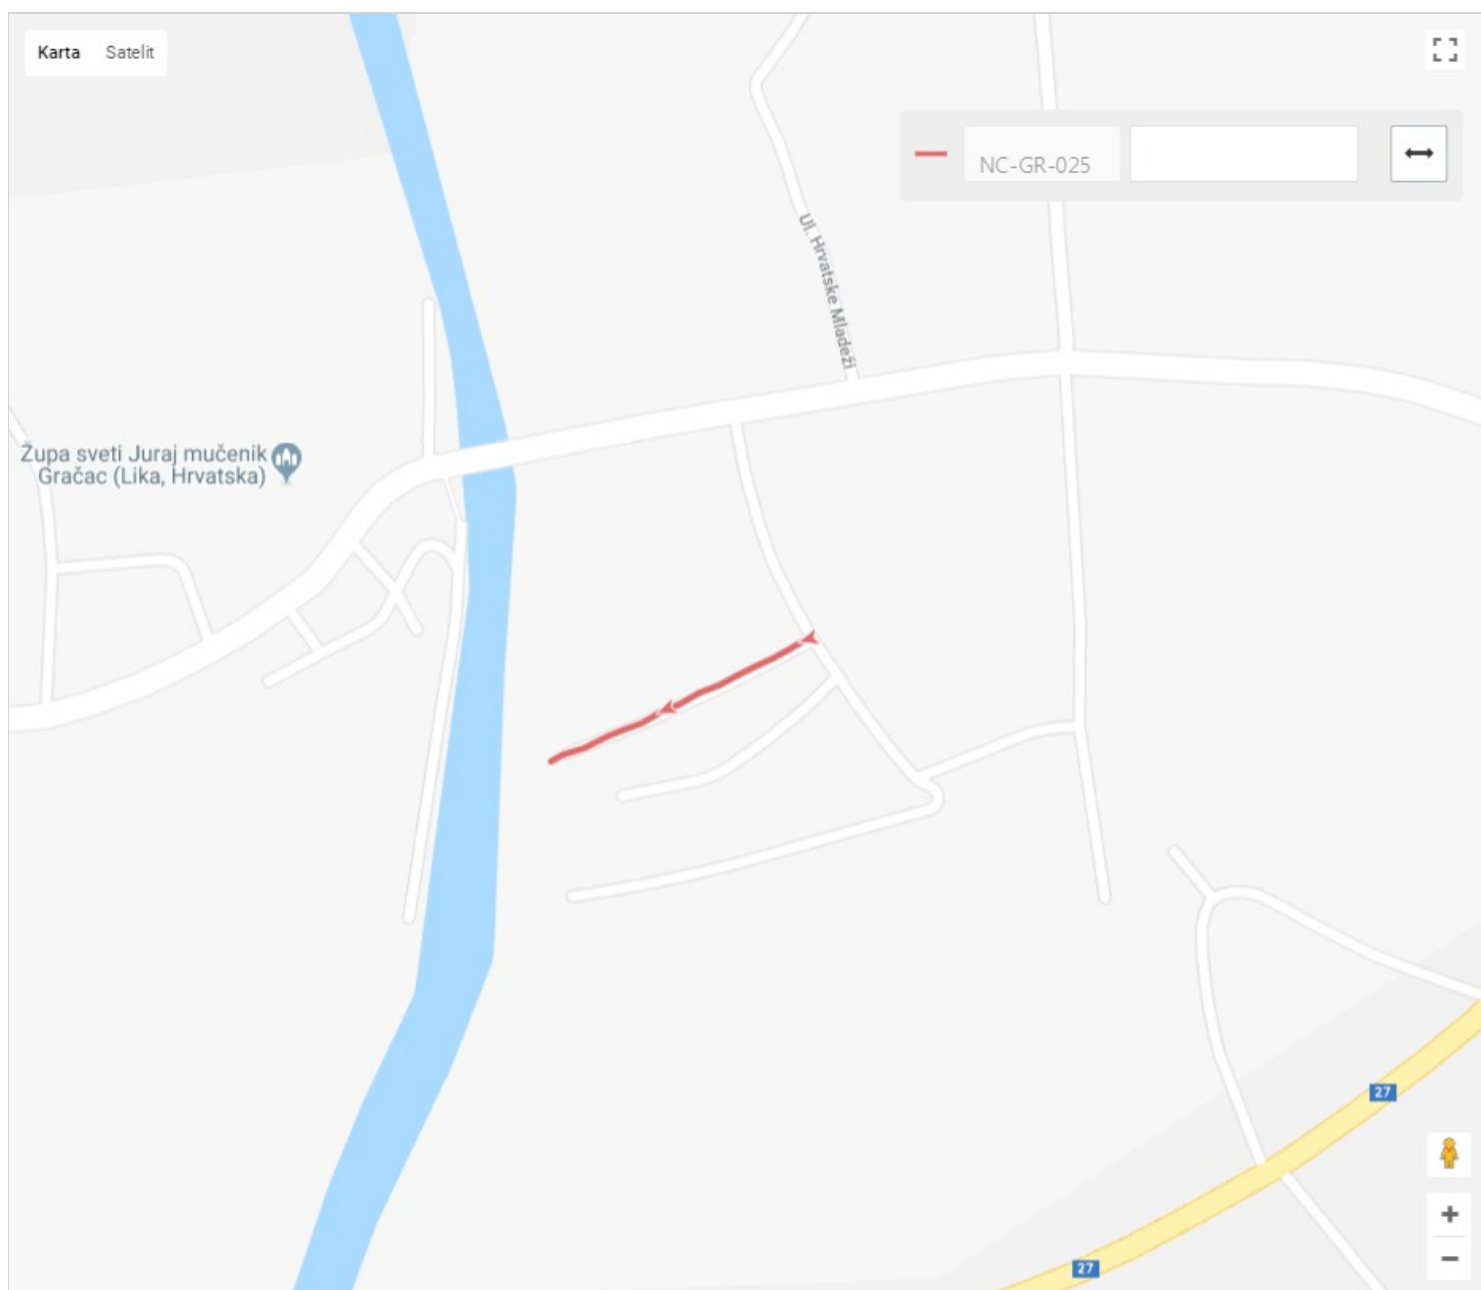 Karta Satelit
NC-GR-025
Ul. Hrvatske Mladeži
Župa sveti Juraj mučenik
Gračac (Lika, Hrvatska)
27
27